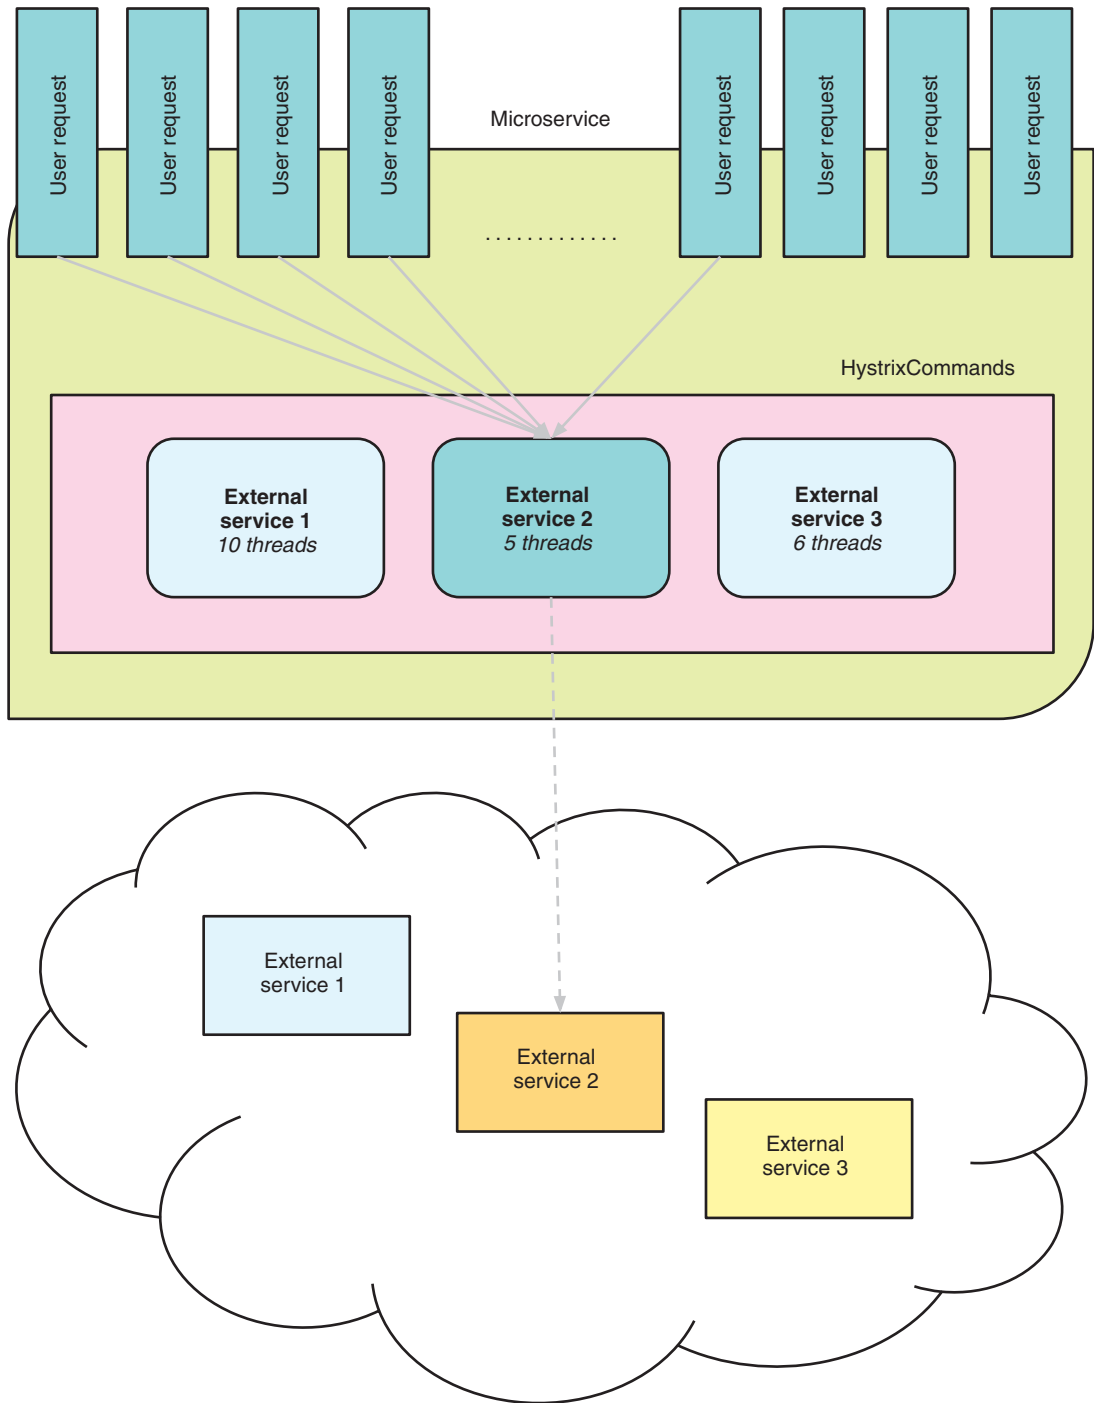 User request
User request
User request
User request
User request
User request
User request
User request
Microservice
.............
HystrixCommands
External
service 1
10 threads
External
service 2
5 threads
External
service 3
6 threads
External
service 1
External
service 2
External
service 3